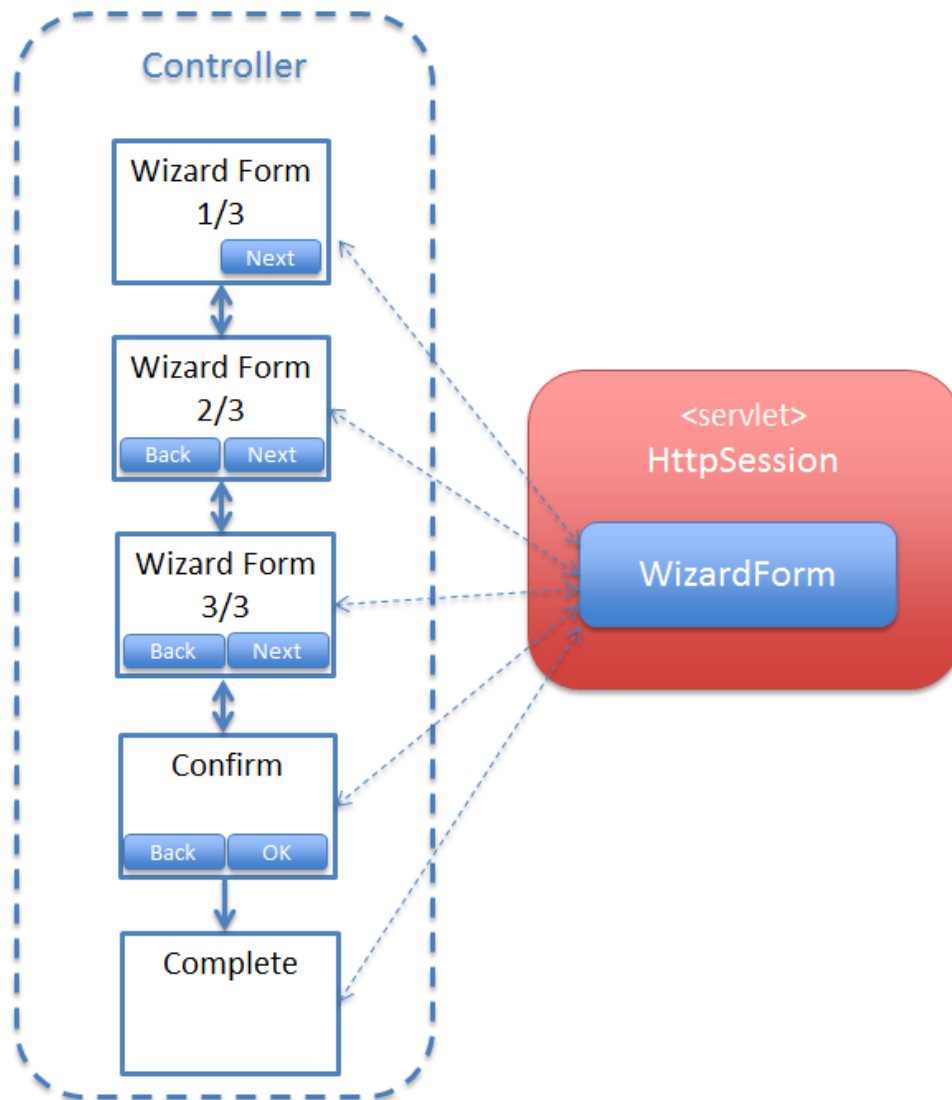 Controller
Wizard Form
1/3
Next
Wizard Form
2/3
Back Next
Wizard Form
3/3
Back Next
Confirm
Back OK
Complete
<servlet>
HttpSession
WizardForm